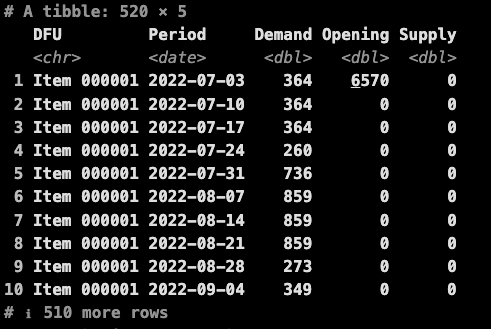 # A tibble: 520 × 5
DFU Period Demand Opening Supply
<chr> <date> <dbl> <dbl> <dbl>
1 Item 000001 2022-07-03 364 6570 0
2 Item 000001 2022-07-10 364 0 0
3 Item 000001 2022-07-17 364 0 0
4 Item 000001 2022-07-24 260 0 0
5 Item 000001 2022-07-31 736 0 0
6 Item 000001 2022-08-07 859 0 0
7 Item 000001 2022-08-14 859 0 0
8 Item 000001 2022-08-21 859 0 0
9 Item 000001 2022-08-28 273 0 0
10 Item 000001 2022-09-04 349 0 0
# ℹ 510 more rows